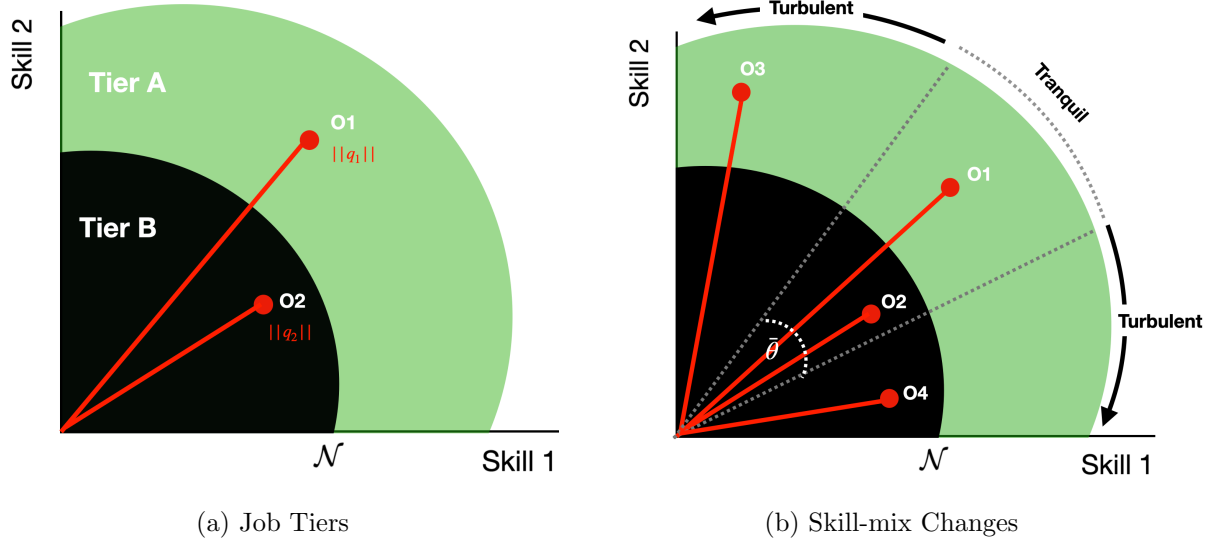 Skill 2
Tier A
O1
||q₁||
Tier B
O2
||q₂||
𝒩
Skill 1
(a) Job Tiers
Turbulent
Skill 2
O3
Tranquil
O1
O2
θ̄
Turbulent
O4
𝒩
Skill 1
(b) Skill-mix Changes